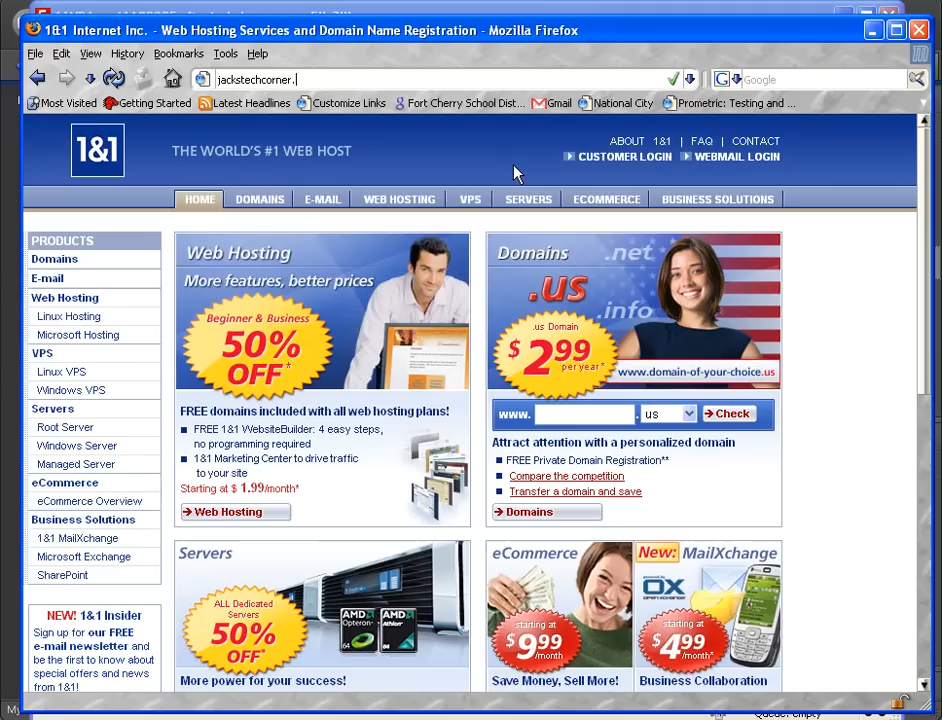 1&1 Internet Inc. - Web Hosting Services and Domain Name Registration - Mozilla Firefox
File Edit View History Bookmarks Tools Help
jackstechcorner.
Google
Most Visited Getting Started Latest Headlines Customize Links Fort Cherry School Dist... Gmail National City Prometric: Testing and ...
ABOUT 1&1 | FAQ | CONTACT
1&1 THE WORLD'S #1 WEB HOST
CUSTOMER LOGIN WEBMAIL LOGIN
HOME DOMAINS E-MAIL WEB HOSTING VPS SERVERS ECOMMERCE BUSINESS SOLUTIONS
PRODUCTS
Domains
E-mail
Web Hosting
Linux Hosting
Microsoft Hosting
VPS
Linux VPS
Windows VPS
Servers
Root Server
Windows Server
Managed Server
eCommerce
eCommerce Overview
Business Solutions
1&1 MailXchange
Microsoft Exchange
SharePoint
NEW! 1&1 Insider
Sign up for our FREE
e-mail newsletter and
be the first to know about
special offers and news
from 1&1!
Web Hosting
More features, better prices
Beginner & Business
50%
OFF*
FREE domains included with all web hosting plans!
FREE 1&1 WebsiteBuilder: 4 easy steps,
no programming required
1&1 Marketing Center to drive traffic
to your site
Starting at $ 1.99/month*
Web Hosting
Domains
.net
.us
.info
.us Domain
$2.99
per year*
www.domain-of-your-choice.us
www. . us Check
Attract attention with a personalized domain
FREE Private Domain Registration**
Compare the competition
Transfer a domain and save
Domains
Servers
ALL Dedicated
Servers
50%
OFF*
AMD
Opteron
64
AMD
More power for your success!
eCommerce
starting at
$9.99
/month
Save Money, Sell More!
New: MailXchange
powered by
OX
starting at
$4.99
/month*
Business Collaboration
My
Queue: empty